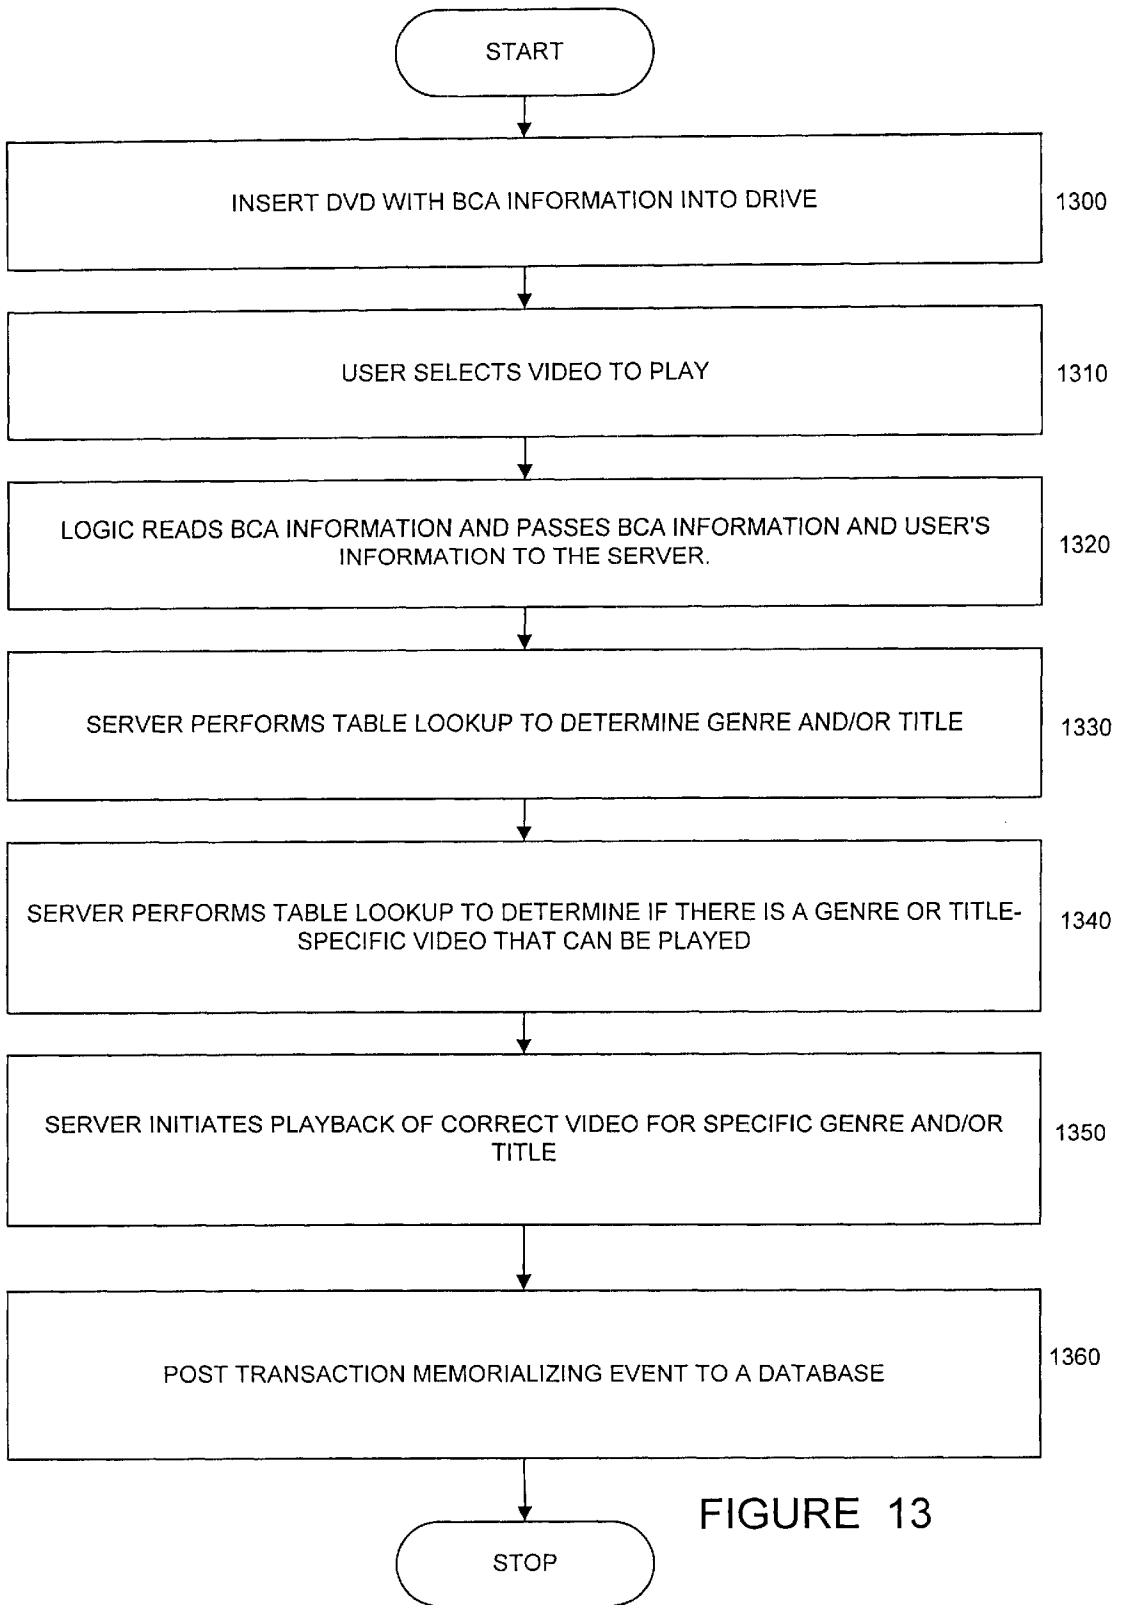 START
INSERT DVD WITH BCA INFORMATION INTO DRIVE
1300
USER SELECTS VIDEO TO PLAY
1310
LOGIC READS BCA INFORMATION AND PASSES BCA INFORMATION AND USER'S
INFORMATION TO THE SERVER.
1320
SERVER PERFORMS TABLE LOOKUP TO DETERMINE GENRE AND/OR TITLE
1330
SERVER PERFORMS TABLE LOOKUP TO DETERMINE IF THERE IS A GENRE OR TITLE-
SPECIFIC VIDEO THAT CAN BE PLAYED
1340
SERVER INITIATES PLAYBACK OF CORRECT VIDEO FOR SPECIFIC GENRE AND/OR
TITLE
1350
POST TRANSACTION MEMORIALIZING EVENT TO A DATABASE
1360
FIGURE 13
STOP